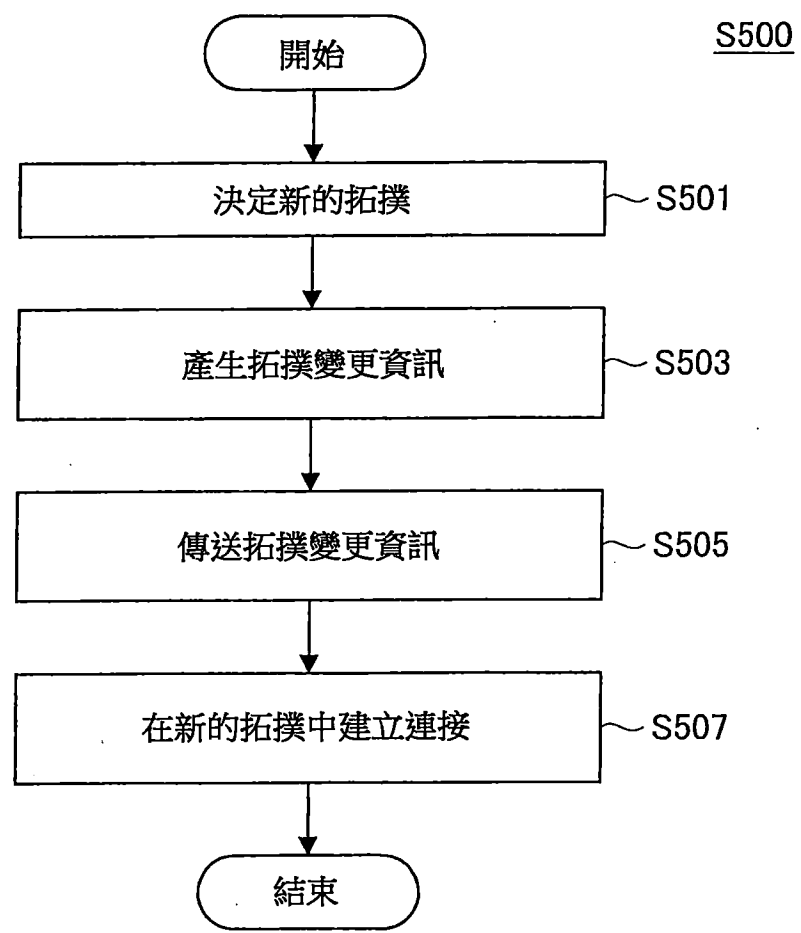 S500
開始
決定新的拓撲
S501
產生拓撲變更資訊
S503
傳送拓撲變更資訊
S505
在新的拓撲中建立連接
S507
結束